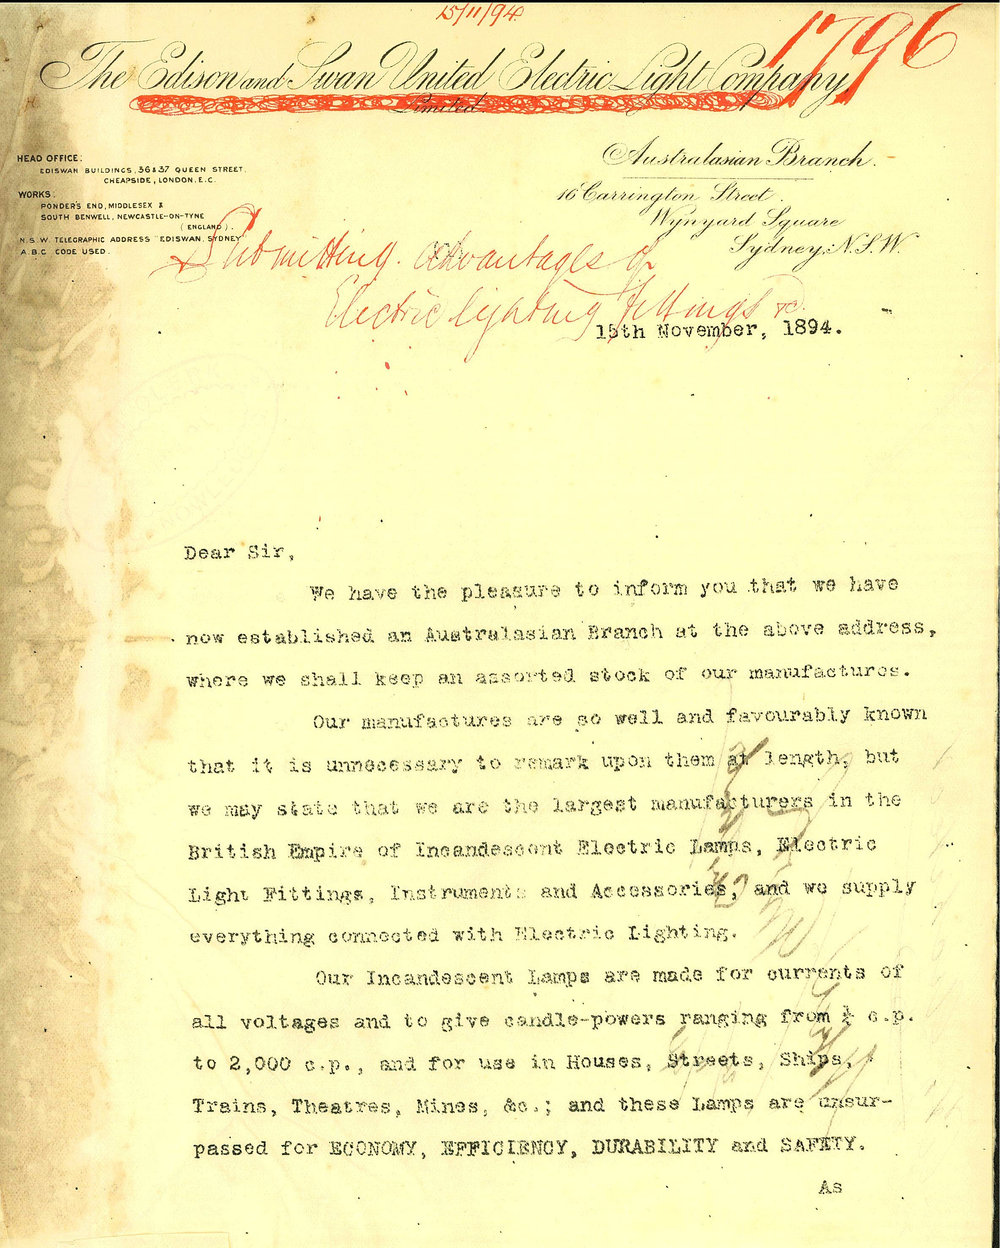 15/11/94
1796
The Edison and Swan United Electric Light Company,
Limited.
HEAD OFFICE:
EDISWAN BUILDINGS, 36 & 37 QUEEN STREET,
CHEAPSIDE, LONDON. E.C.
WORKS:
PONDER'S END, MIDDLESEX &
SOUTH BENWELL, NEWCASTLE-ON-TYNE
(ENGLAND).
N.S.W. TELEGRAPHIC ADDRESS "EDISWAN, SYDNEY"
A.B.C. CODE USED.
Australasian Branch.
16 Carrington Street
Wynyard Square
Sydney, N.S.W.
Submitting advantages of
Electric lighting fittings &c.
15th November, 1894.
Dear Sir,
We have the pleasure to inform you that we have
now established an Australasian Branch at the above address,
where we shall keep an assorted stock of our manufactures.
Our manufactures are so well and favourably known
that it is unnecessary to remark upon them at length, but
we may state that we are the largest manufacturers in the
British Empire of Incandescent Electric Lamps, Electric
Light Fittings, Instruments and Accessories, and we supply
everything connected with Electric Lighting.
Our Incandescent Lamps are made for currents of
all voltages and to give candle-powers ranging from c.p.
to 2,000 c.p., and for use in Houses, Streets, Ships,
Trains, Theatres, Mines, &c.; and these Lamps are unsur-
passed for ECONOMY, EFFICIENCY, DURABILITY and SAFETY.
As